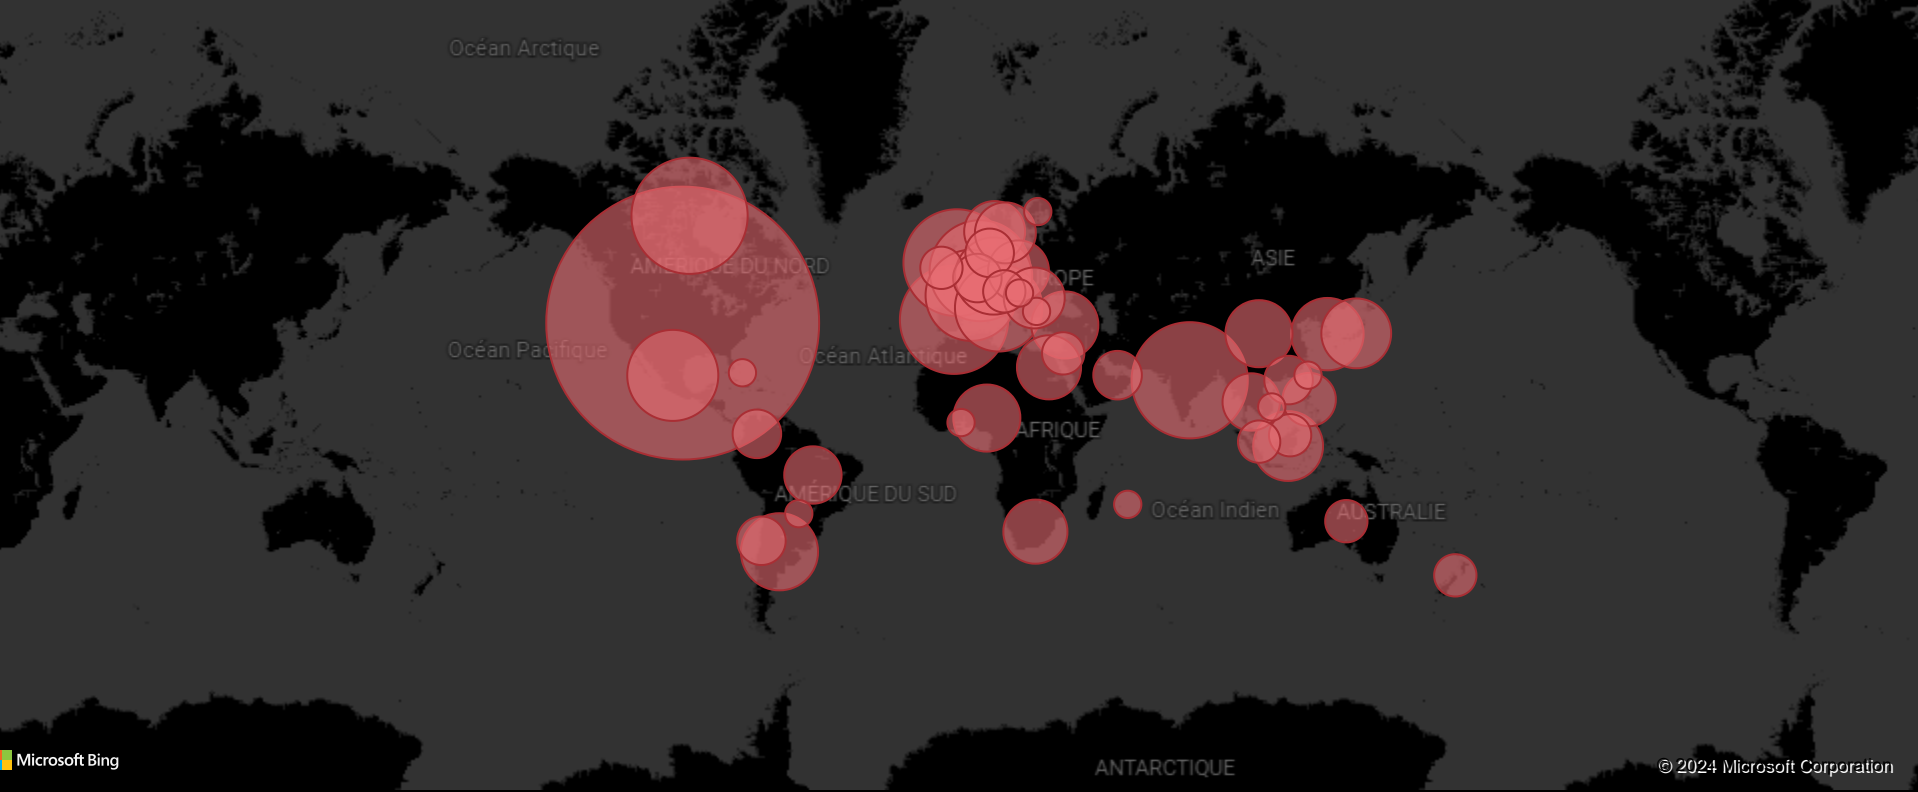 Océan Arctique
ASIE
AMÉRIQUE DU NORD
OPE
Océan Pacifique
Océan Atlantique
AFRIQUE
AMÉRIQUE DU SUD
Océan Indien
AUSTRALIE
Microsoft Bing
© 2024 Microsoft Corporation
ANTARCTIQUE